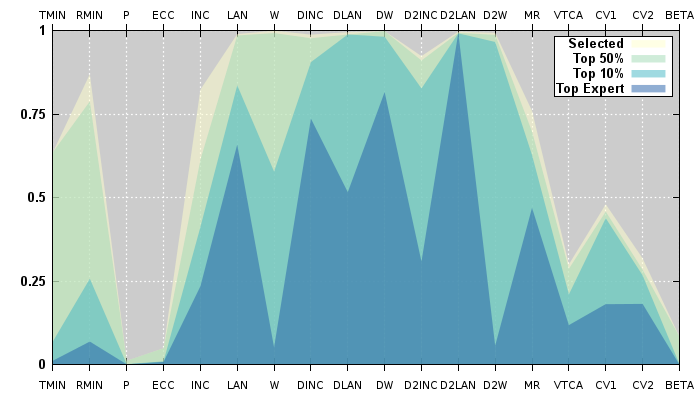 TMIN RMIN P ECC INC LAN W DINC DLAN DW D2INC D2LAN D2W MR VTCA CV1 CV2 BETA
1
Selected
Top 50%
Top 10%
Top Expert
0.75
0.5
0.25
0
TMIN RMIN P ECC INC LAN W DINC DLAN DW D2INC D2LAN D2W MR VTCA CV1 CV2 BETA